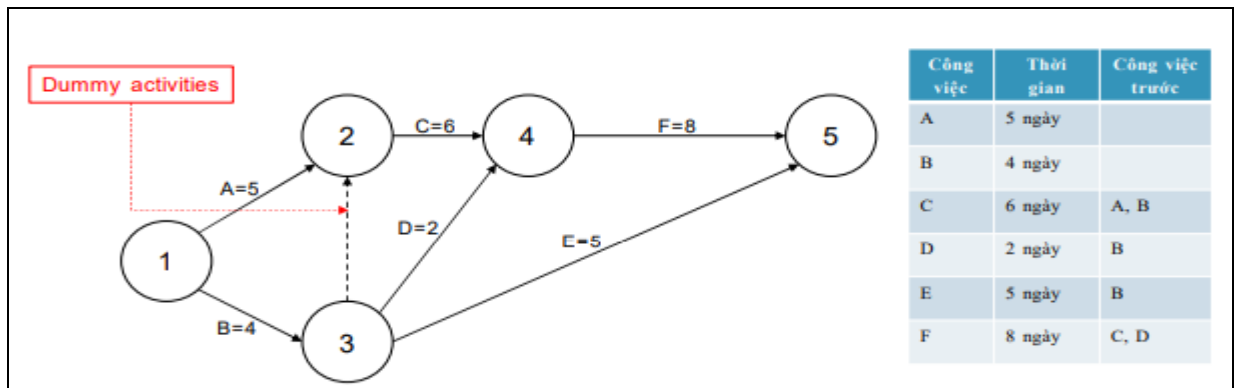 Dummy activities
2
C=6
4
F=8
5
A=5
D=2
E=5
1
B=4
3
Công việc Thời gian Công việc trước
A 5 ngày
B 4 ngày
C 6 ngày A, B
D 2 ngày B
E 5 ngày B
F 8 ngày C, D